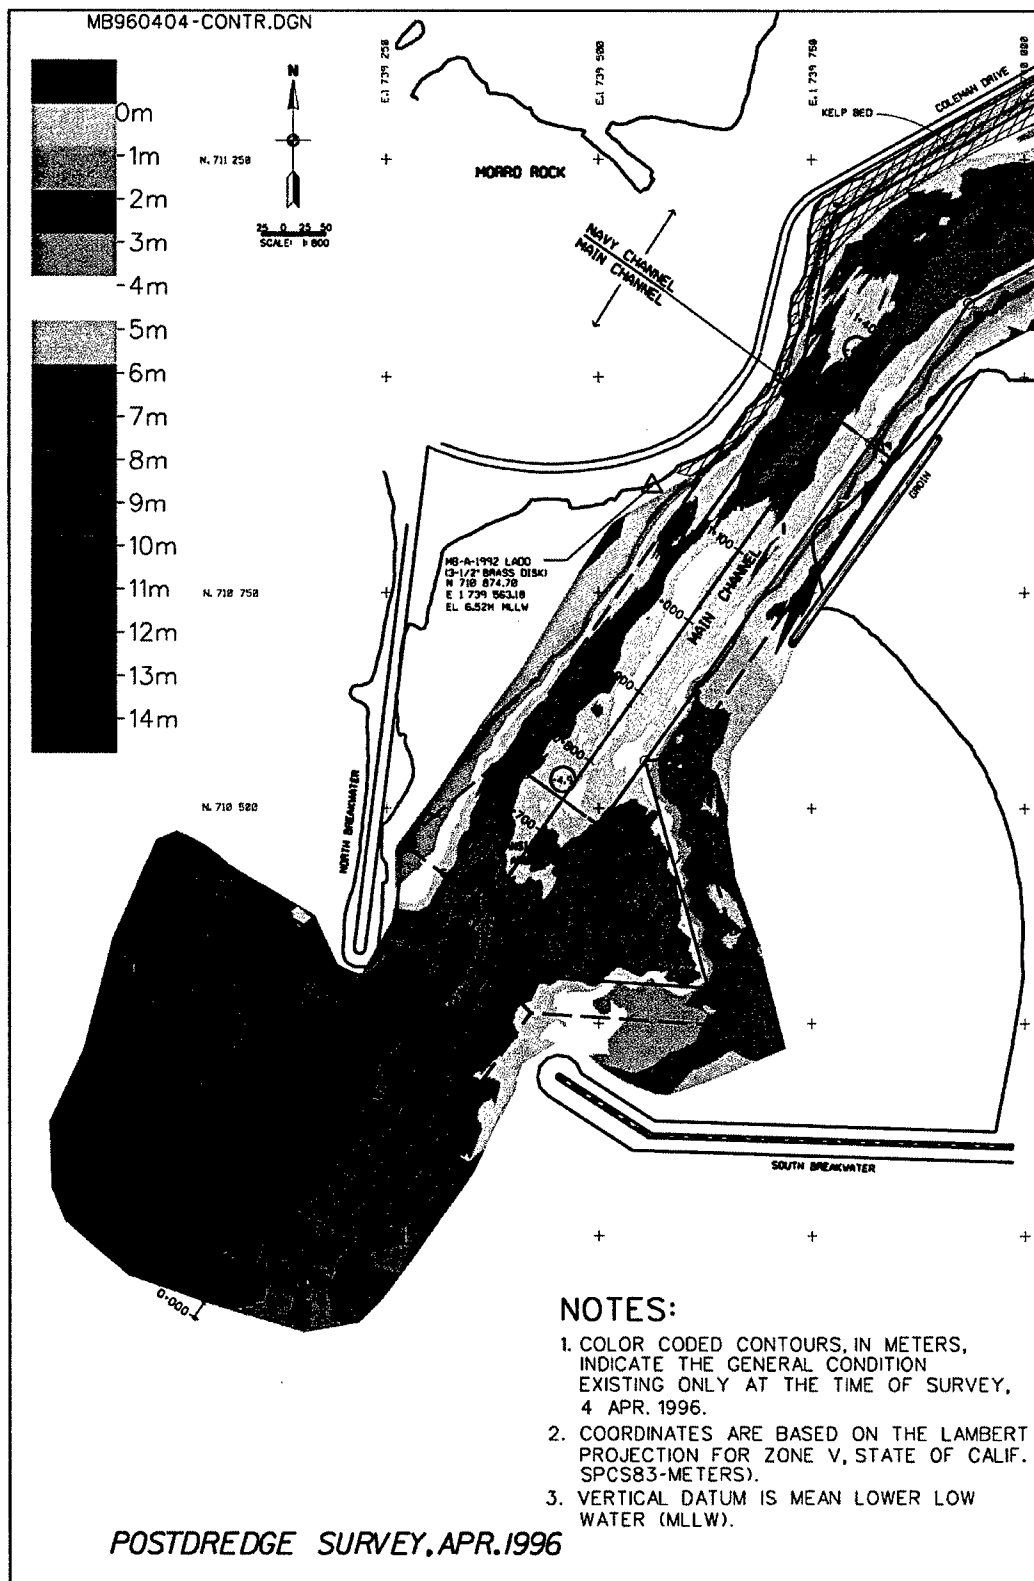 MB960404-CONTR.DGN
0m
-1m
-2m
-3m
-4m
-5m
-6m
-7m
-8m
-9m
-10m
-11m
-12m
-13m
-14m
N
25 0 25 50
SCALE: 1: 800
E.1 739 250
E.1 739 500
E.1 739 750
N. 711 250
N. 710 750
N. 710 500
MORRO ROCK
COLEMAN DRIVE
KELP BED
NAVY CHANNEL
MAIN CHANNEL
MB-A-1992 LADO
(3-1/2" BRASS DISK)
N 710 874.70
E 1 739 563.18
EL 6.52M MLLW
MAIN CHANNEL
NORTH BREAKWATER
SOUTH BREAKWATER
0+000
NOTES:
1. COLOR CODED CONTOURS, IN METERS,
INDICATE THE GENERAL CONDITION
EXISTING ONLY AT THE TIME OF SURVEY,
4 APR. 1996.
2. COORDINATES ARE BASED ON THE LAMBERT
PROJECTION FOR ZONE V, STATE OF CALIF.
SPCS83-METERS).
3. VERTICAL DATUM IS MEAN LOWER LOW
WATER (MLLW).
POSTDREDGE SURVEY, APR.1996